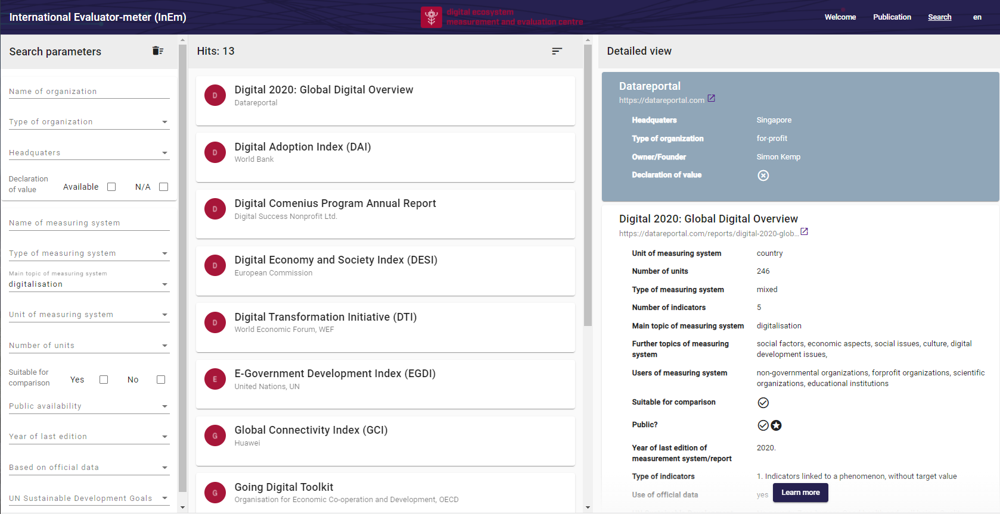 International Evaluator-meter (InEm)
digital ecosystem
measurement and evaluation centre
Welcome
Publication
Search
en
Search parameters
Name of organization
Type of organization
Headquaters
Declaration
of value
Available
N/A
Name of measuring system
Type of measuring system
Main topic of measuring system
digitalisation
Unit of measuring system
Number of units
Suitable for
comparison
Yes
No
Public availability
Year of last edition
Based on official data
UN Sustainable Development Goals
Hits: 13
D
Digital 2020: Global Digital Overview
Datareportal
D
Digital Adoption Index (DAI)
World Bank
D
Digital Comenius Program Annual Report
Digital Success Nonprofit Ltd.
D
Digital Economy and Society Index (DESI)
European Commission
D
Digital Transformation Initiative (DTI)
World Economic Forum, WEF
E
E-Government Development Index (EGDI)
United Nations, UN
G
Global Connectivity Index (GCI)
Huawei
G
Going Digital Toolkit
Organisation for Economic Co-operation and Development, OECD
Detailed view
Datareportal
https://datareportal.com
Headquaters Singapore
Type of organization for-profit
Owner/Founder Simon Kemp
Declaration of value
Digital 2020: Global Digital Overview
https://datareportal.com/reports/digital-2020-glob...
Unit of measuring system country
Number of units 246
Type of measuring system mixed
Number of indicators 5
Main topic of measuring system digitalisation
Further topics of measuring
system
social factors, economic aspects, social issues, culture, digital
development issues,
Users of measuring system
non-governmental organizations, forprofit organizations, scientific
organizations, educational institutions
Suitable for comparison
Public?
Year of last edition of
measurement system/report
2020.
Type of indicators 1. Indicators linked to a phenomenon, without target value
Use of official data yes
Learn more